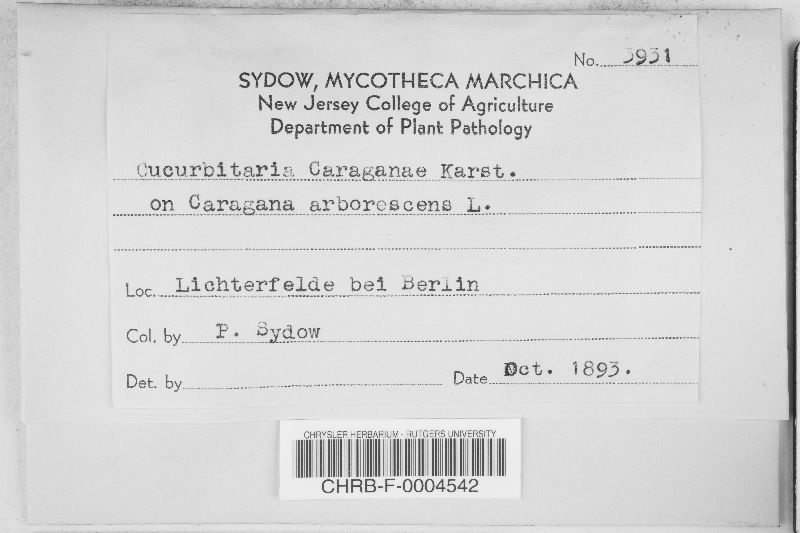 No. 3931
SYDOW, MYCOTHECA MARCHICA
New Jersey College of Agriculture
Department of Plant Pathology
Cucurbitaria Caraganae Karst.
on Caragana arborescens L.
Loc. Lichterfelde bei Berlin
Col. by P. Sydow
Det. by
Date Oct. 1893.
CHRYSLER HERBARIUM - RUTGERS UNIVERSITY
CHRB-F-0004542